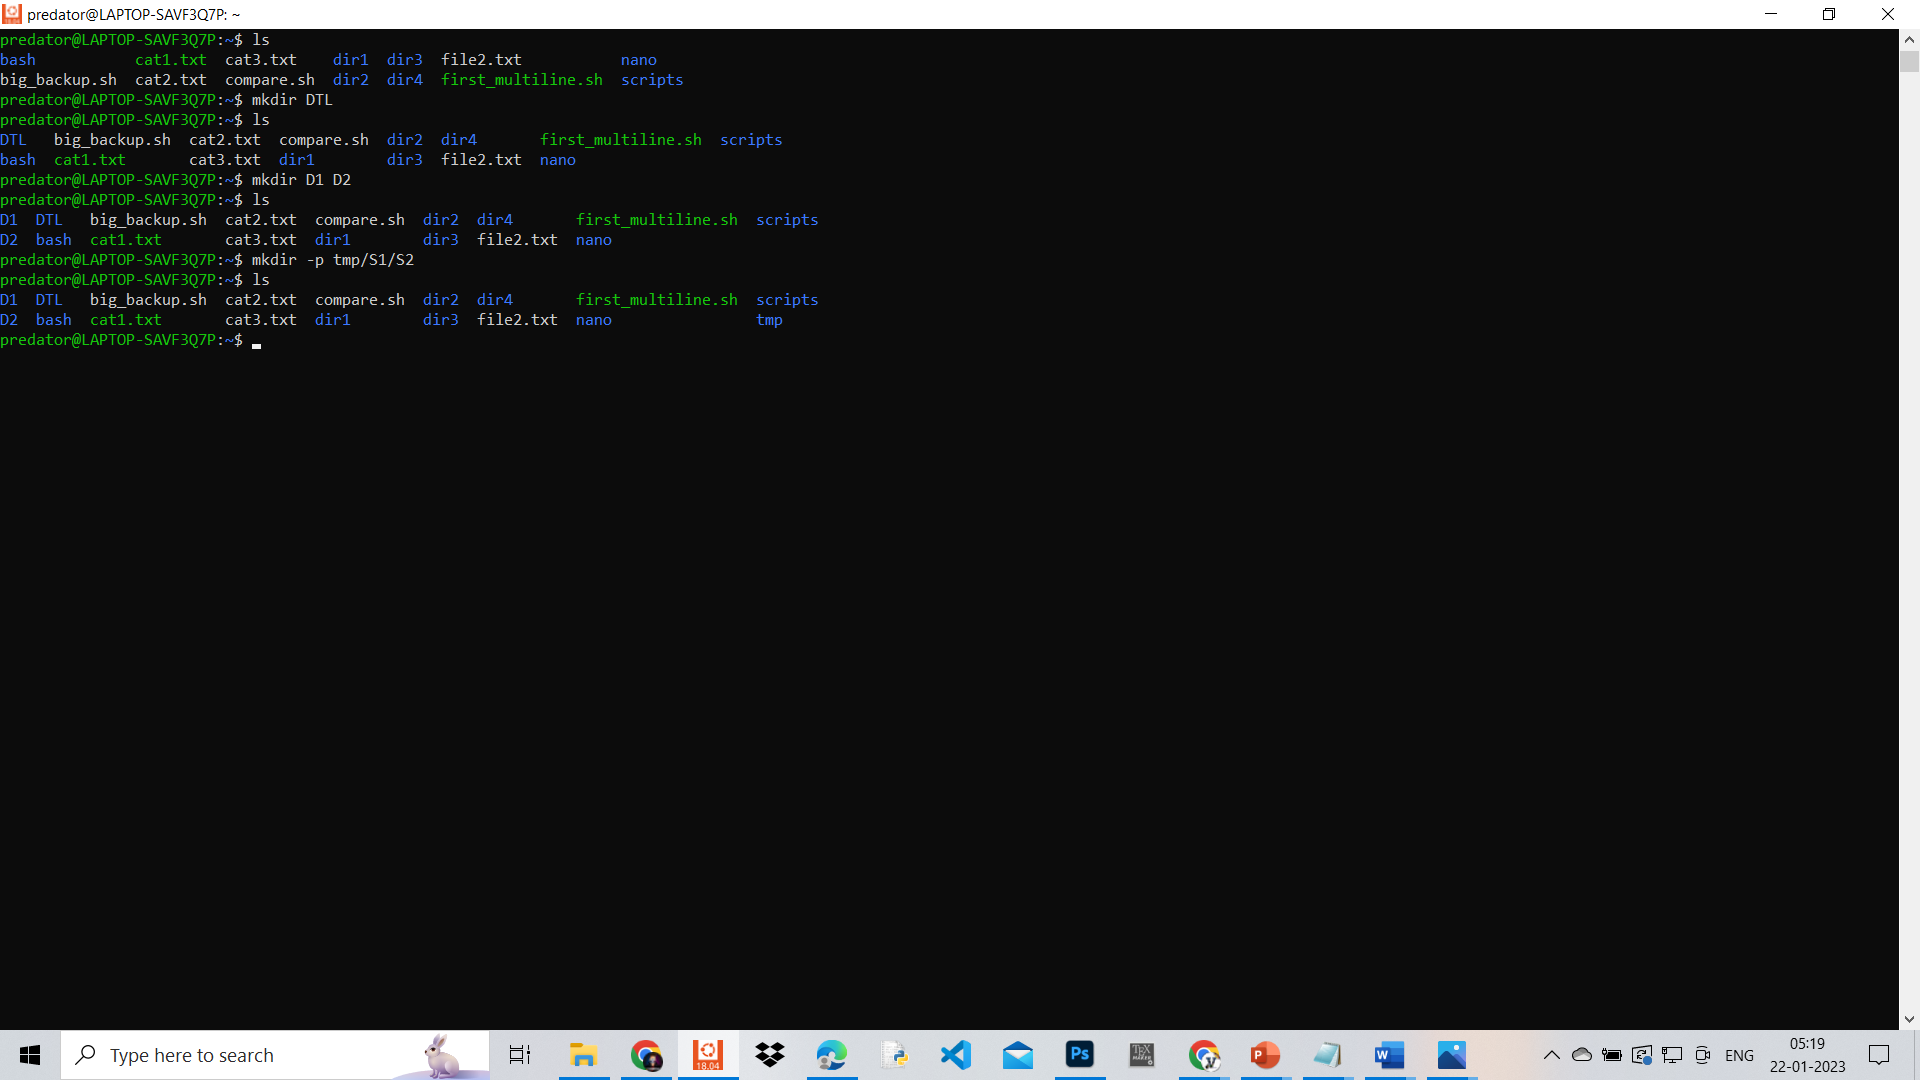 predator@LAPTOP-SAVF3Q7P: ~
predator@LAPTOP-SAVF3Q7P:~$ ls
bash           cat1.txt  cat3.txt    dir1  dir3  file2.txt           nano
big_backup.sh  cat2.txt  compare.sh  dir2  dir4  first_multiline.sh  scripts
predator@LAPTOP-SAVF3Q7P:~$ mkdir DTL
predator@LAPTOP-SAVF3Q7P:~$ ls
DTL   big_backup.sh  cat2.txt  compare.sh  dir2  dir4       first_multiline.sh  scripts
bash  cat1.txt       cat3.txt  dir1        dir3  file2.txt  nano
predator@LAPTOP-SAVF3Q7P:~$ mkdir D1 D2
predator@LAPTOP-SAVF3Q7P:~$ ls
D1  DTL   big_backup.sh  cat2.txt  compare.sh  dir2  dir4       first_multiline.sh  scripts
D2  bash  cat1.txt       cat3.txt  dir1        dir3  file2.txt  nano
predator@LAPTOP-SAVF3Q7P:~$ mkdir -p tmp/S1/S2
predator@LAPTOP-SAVF3Q7P:~$ ls
D1  DTL   big_backup.sh  cat2.txt  compare.sh  dir2  dir4       first_multiline.sh  scripts
D2  bash  cat1.txt       cat3.txt  dir1        dir3  file2.txt  nano                tmp
predator@LAPTOP-SAVF3Q7P:~$
Type here to search
18.04
Ps
TEX MAKER
P
W
ENG
05:19
22-01-2023